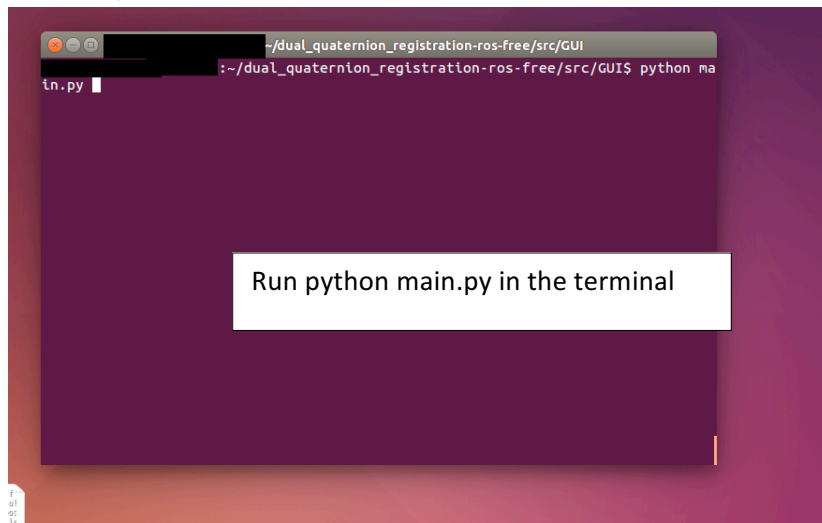 ~/dual_quaternion_registration-ros-free/src/GUI
:~/dual_quaternion_registration-ros-free/src/GUI$ python ma
in.py
Run python main.py in the terminal